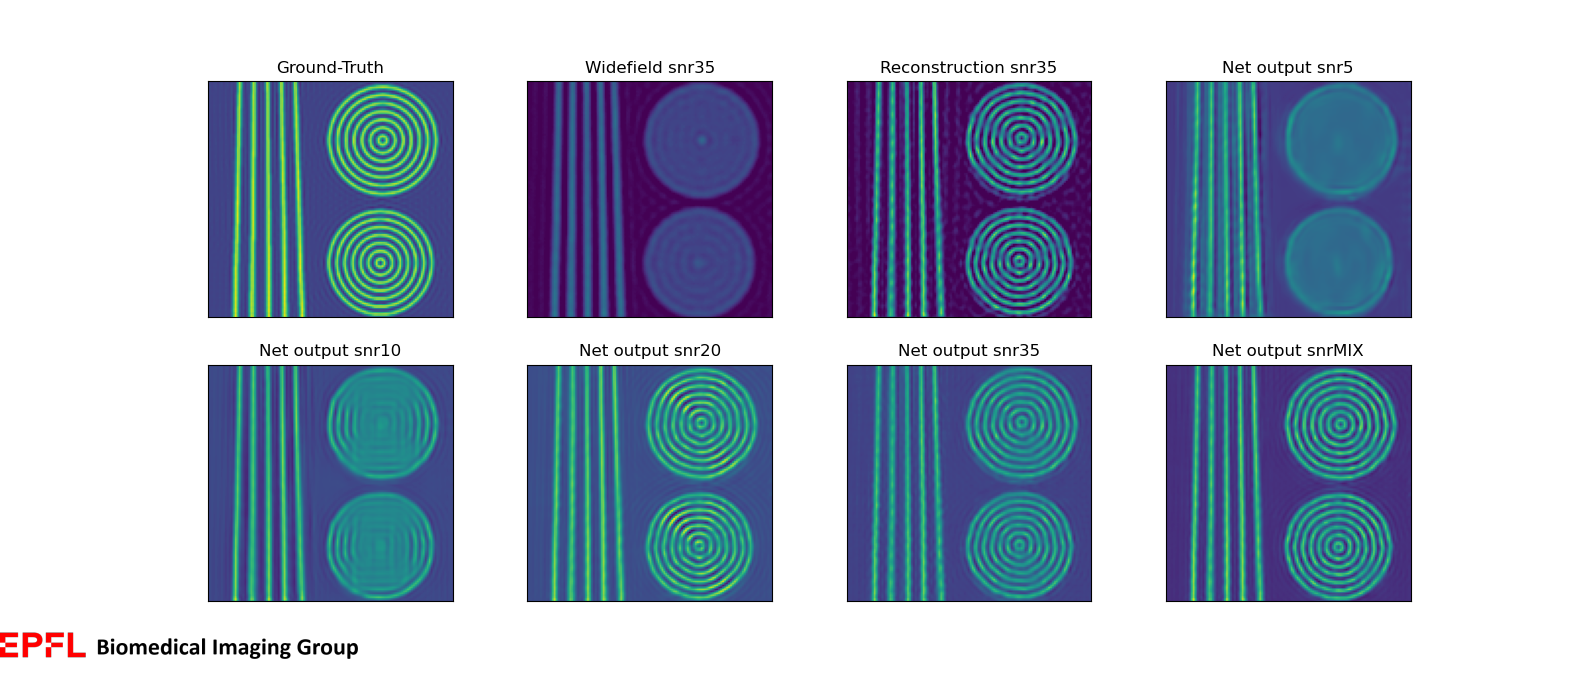 Ground-Truth
Widefield snr35
Reconstruction snr35
Net output snr5
Net output snr10
Net output snr20
Net output snr35
Net output snrMIX
EPFL Biomedical Imaging Group